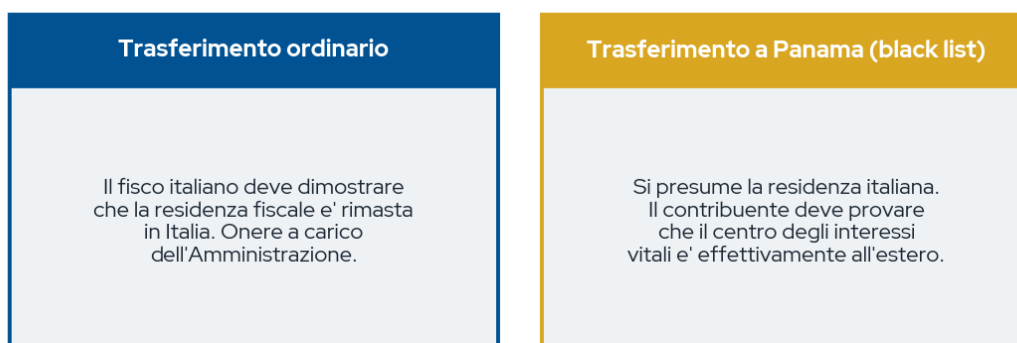 Trasferimento ordinario
Il fisco italiano deve dimostrare
che la residenza fiscale e' rimasta
in Italia. Onere a carico
dell'Amministrazione.
Trasferimento a Panama (black list)
Si presume la residenza italiana.
Il contribuente deve provare
che il centro degli interessi
vitali e' effettivamente all'estero.